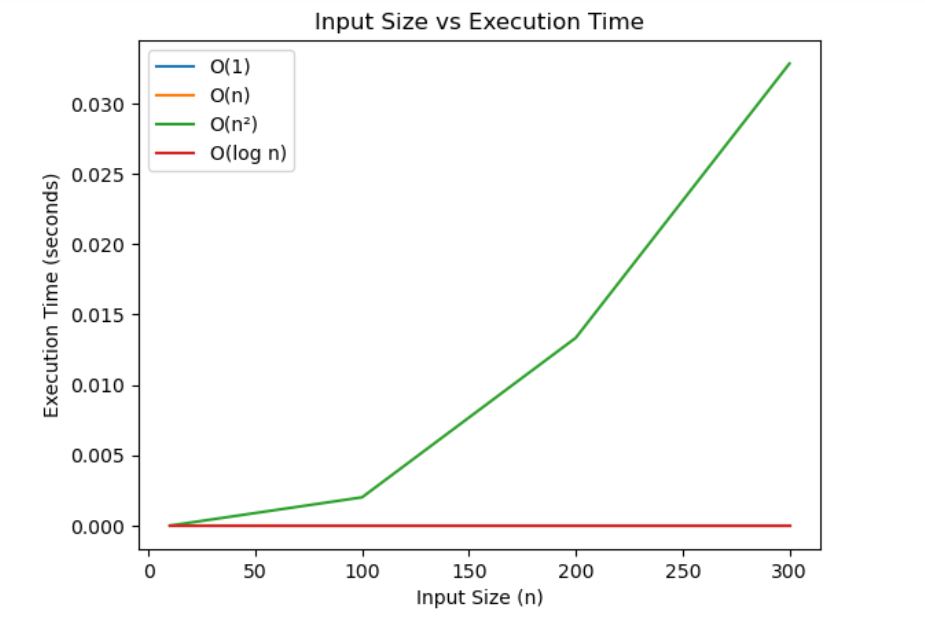 Input Size vs Execution Time
O(1)
O(n)
O(n²)
O(log n)
0.030
0.025
0.020
0.015
0.010
0.005
0.000
Execution Time (seconds)
0 50 100 150 200 250 300
Input Size (n)